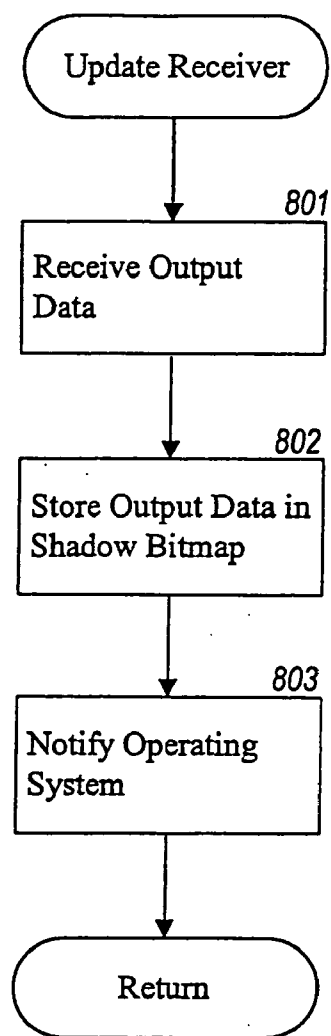 Update Receiver
801
Receive Output
Data
802
Store Output Data in
Shadow Bitmap
803
Notify Operating
System
Return